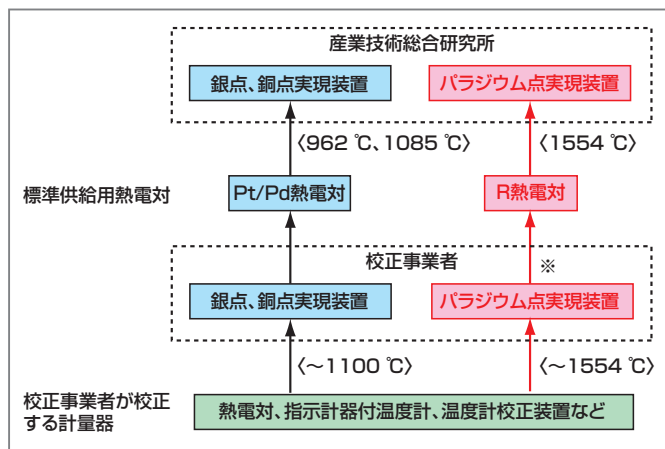 産業技術総合研究所
銀点、銅点実現装置
パラジウム点実現装置
〈962 ℃、1085 ℃〉
〈1554 ℃〉
標準供給用熱電対
Pt/Pd熱電対
R熱電対
校正事業者
※
銀点、銅点実現装置
パラジウム点実現装置
〈～1100 ℃〉
〈～1554 ℃〉
校正事業者が校正
する計量器
熱電対、指示計器付温度計、温度計校正装置など